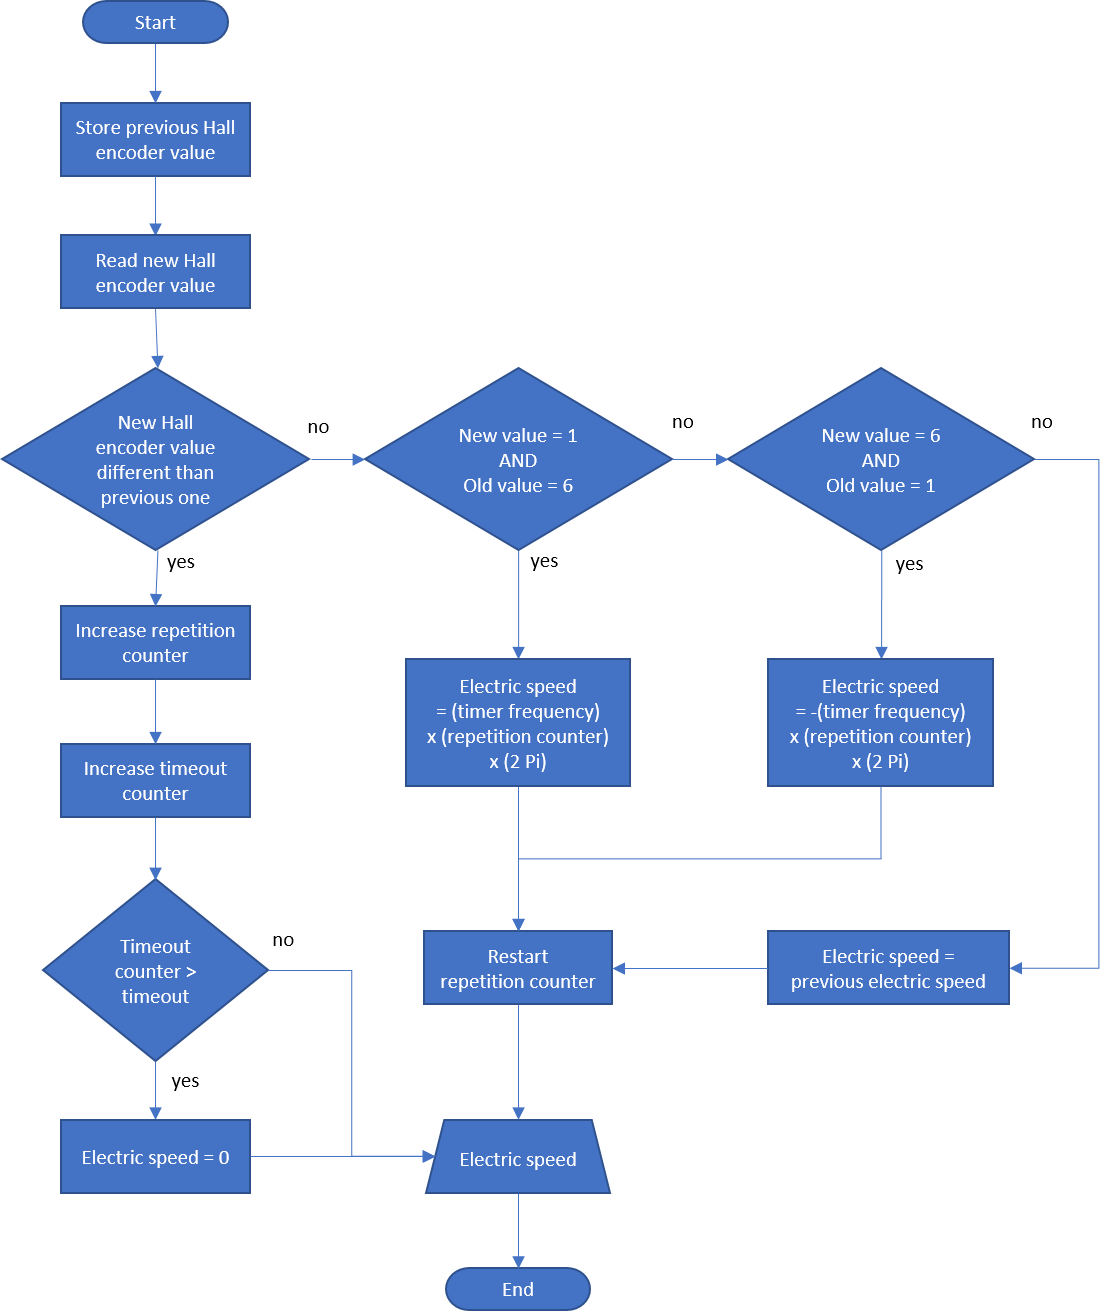 Start
Store previous Hall
encoder value
Read new Hall
encoder value
New Hall
encoder value
different than
previous one
no
yes
New value = 1
AND
Old value = 6
no
yes
New value = 6
AND
Old value = 1
no
yes
Increase repetition
counter
Increase timeout
counter
Electric speed
= (timer frequency)
x (repetition counter)
x (2 Pi)
Electric speed
= -(timer frequency)
x (repetition counter)
x (2 Pi)
Timeout
counter >
timeout
no
yes
Restart
repetition counter
Electric speed =
previous electric speed
Electric speed = 0
Electric speed
End